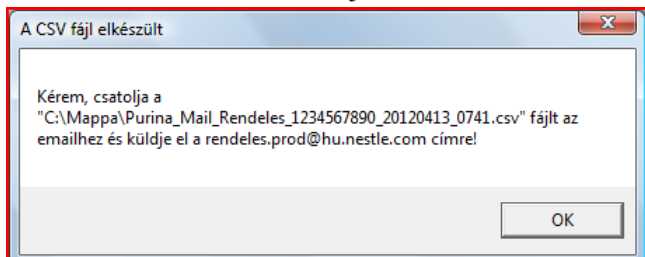 A CSV fájl elkészült
Kérem, csatolja a
"C:\Mappa\Purina_Mail_Rendeles_1234567890_20120413_0741.csv" fájlt az
emailhez és küldje el a rendeles.prod@hu.nestle.com címre!
OK